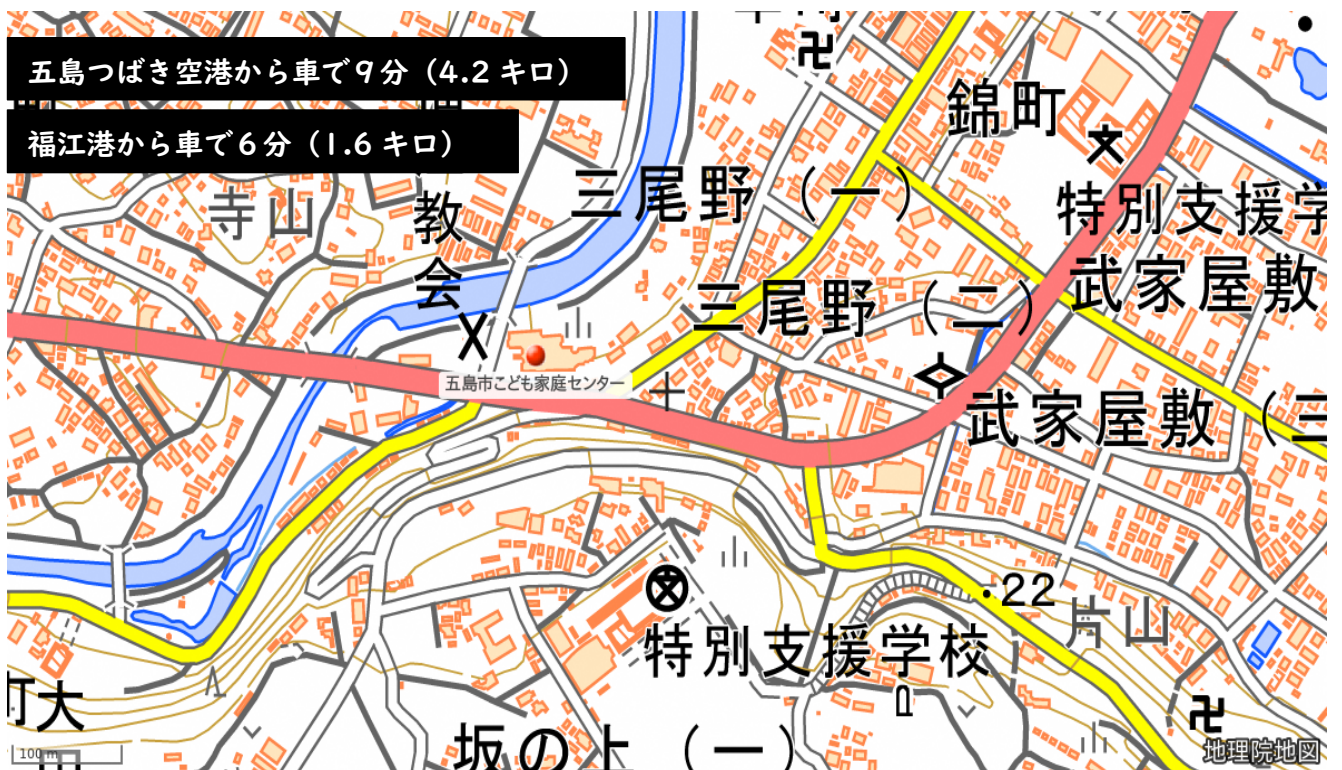 五島つばき空港から車で9分（4.2 キロ）
福江港から車で6分（1.6 キロ）
錦町
三尾野（一）
特別支援学
寺山
教会
武家屋敷
三尾野（二）
五島市こども家庭センター
武家屋敷（三
22
片山
特別支援学校
町大
坂の上（一）
100 m
地理院地図